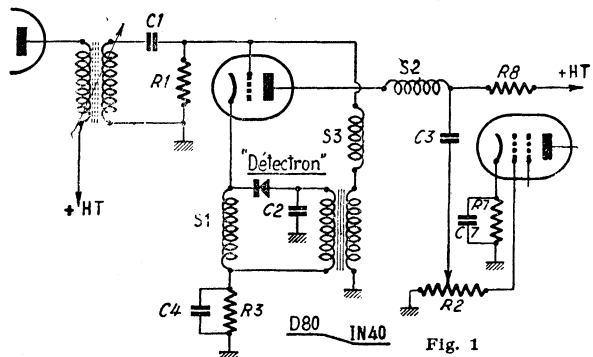 C1
R1
S2
R8
+HT
S3
C3
"Détectron"
C2
S1
+HT
R7
C7
C4
R3
R2
D80
IN40
Fig. 1